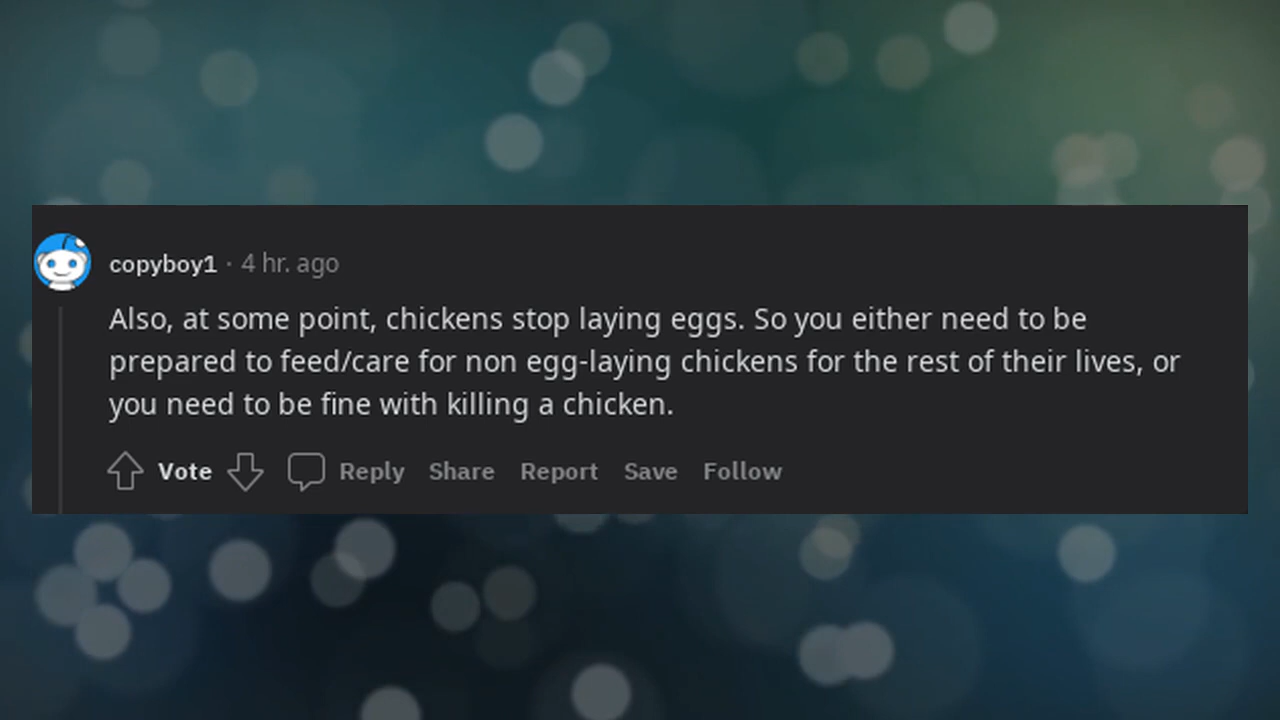 copyboy1 · 4 hr. ago
Also, at some point, chickens stop laying eggs. So you either need to be
prepared to feed/care for non egg-laying chickens for the rest of their lives, or
you need to be fine with killing a chicken.
Vote Reply Share Report Save Follow